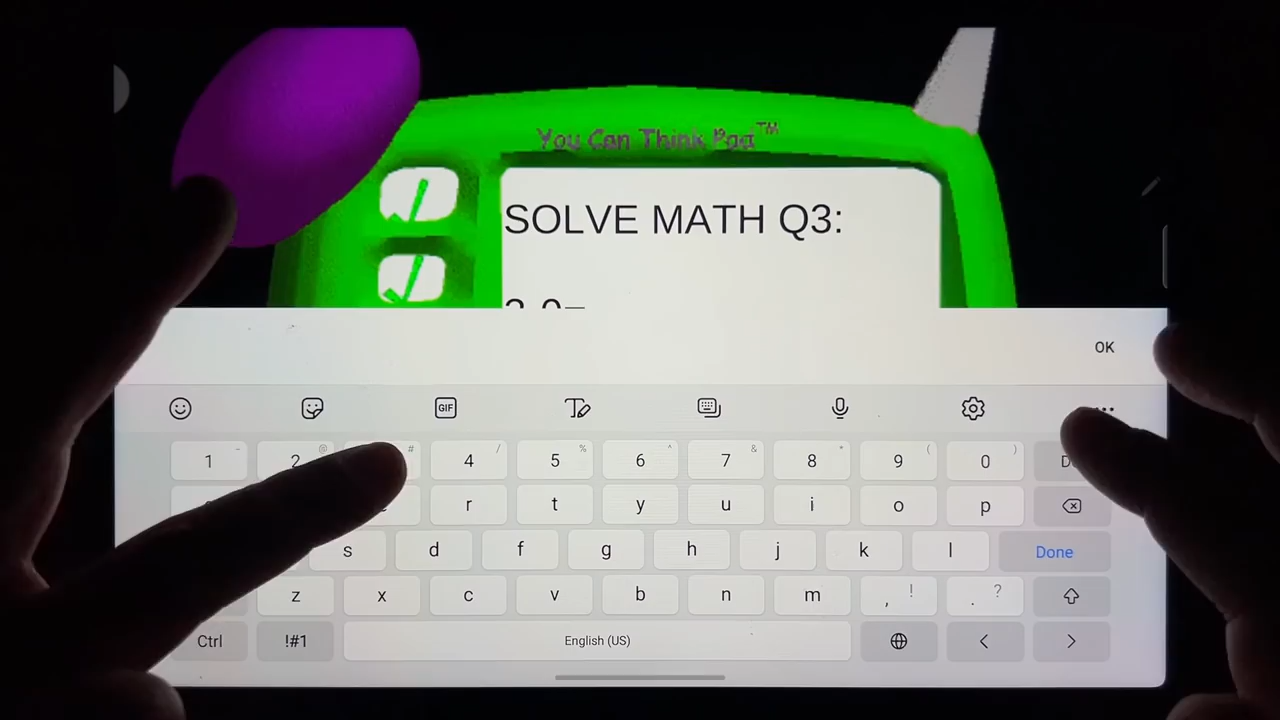 You Can Think Pad™
SOLVE MATH Q3:
OK
GIF
1 2 # 4 / 5 % 6 ^ 7 & 8 * 9 ( 0 )
r t y u i o p
s d f g h j k l Done
z x c v b n m , ! . ?
Ctrl !#1 English (US) < >